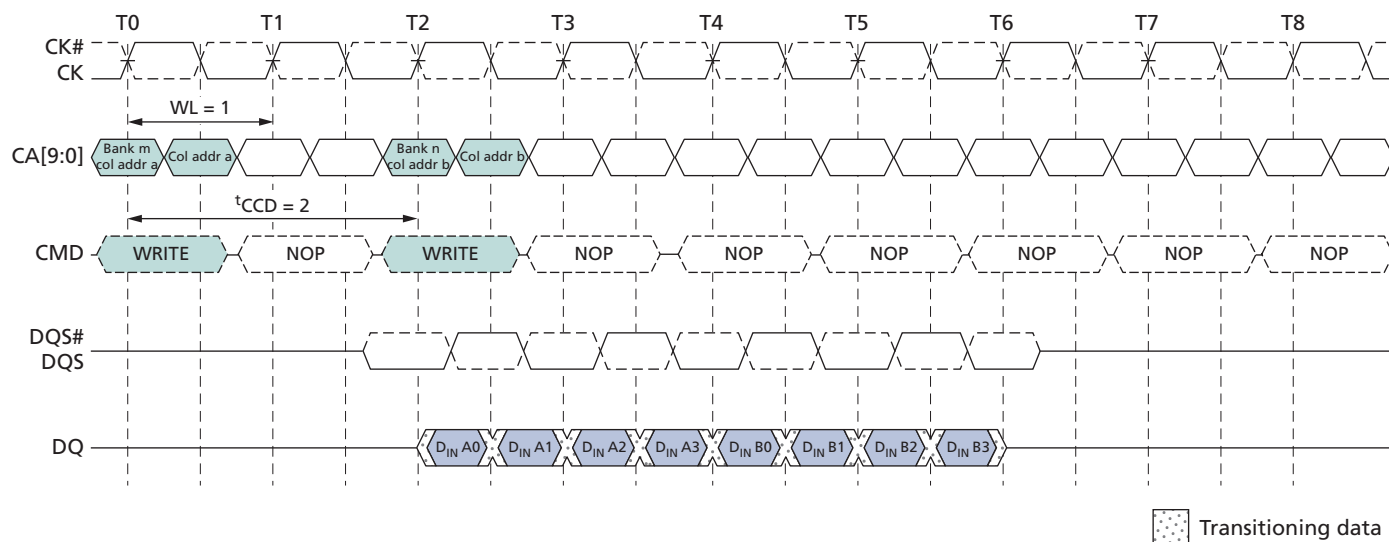 T0 T1 T2 T3 T4 T5 T6 T7 T8
CK#
CK
WL = 1
CA[9:0]
Bank m
col addr a
Col addr a
Bank n
col addr b
Col addr b
tCCD = 2
CMD WRITE NOP WRITE NOP NOP NOP NOP NOP NOP
DQS#
DQS
DQ DIN A0 DIN A1 DIN A2 DIN A3 DIN B0 DIN B1 DIN B2 DIN B3
Transitioning data